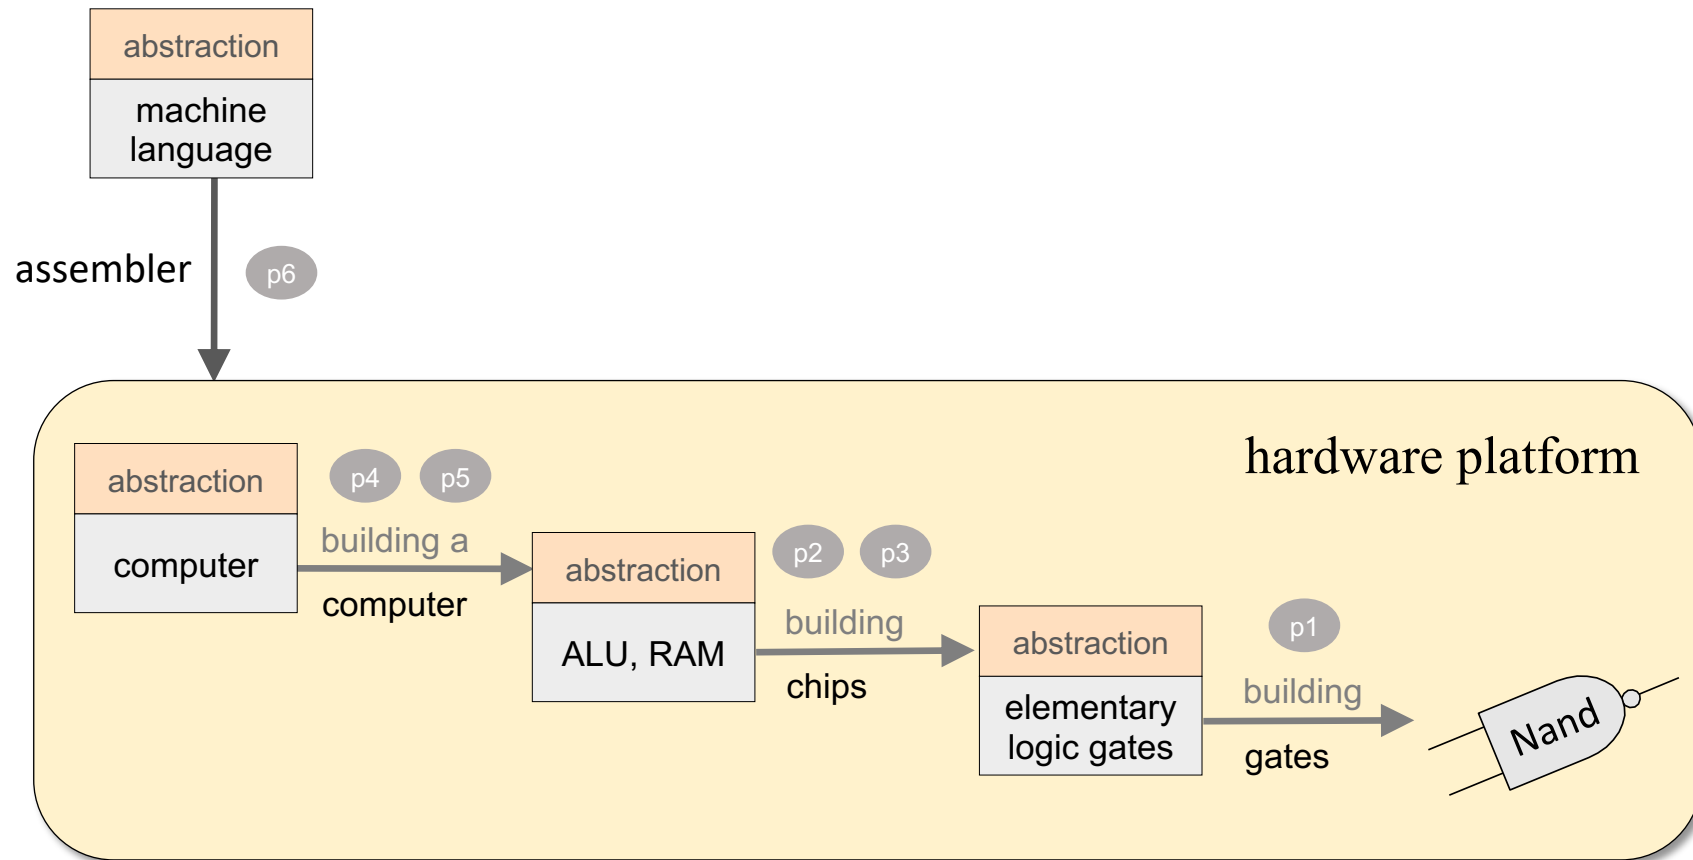 abstraction
machine
language
assembler
p6
hardware platform
abstraction
computer
p4 p5
building a
computer
abstraction
ALU, RAM
p2 p3
building
chips
abstraction
elementary
logic gates
p1
building
gates
Nand